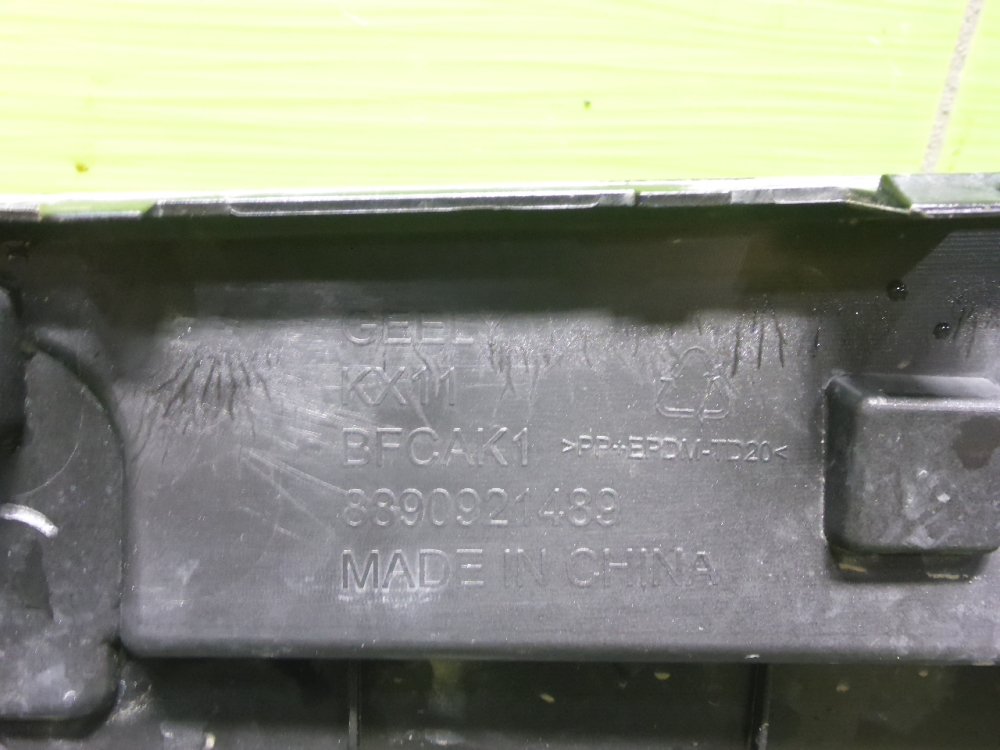 GEELY
KX11
BFCAK1 >PP+EPDM-TD20<
8890921489
MADE IN CHINA